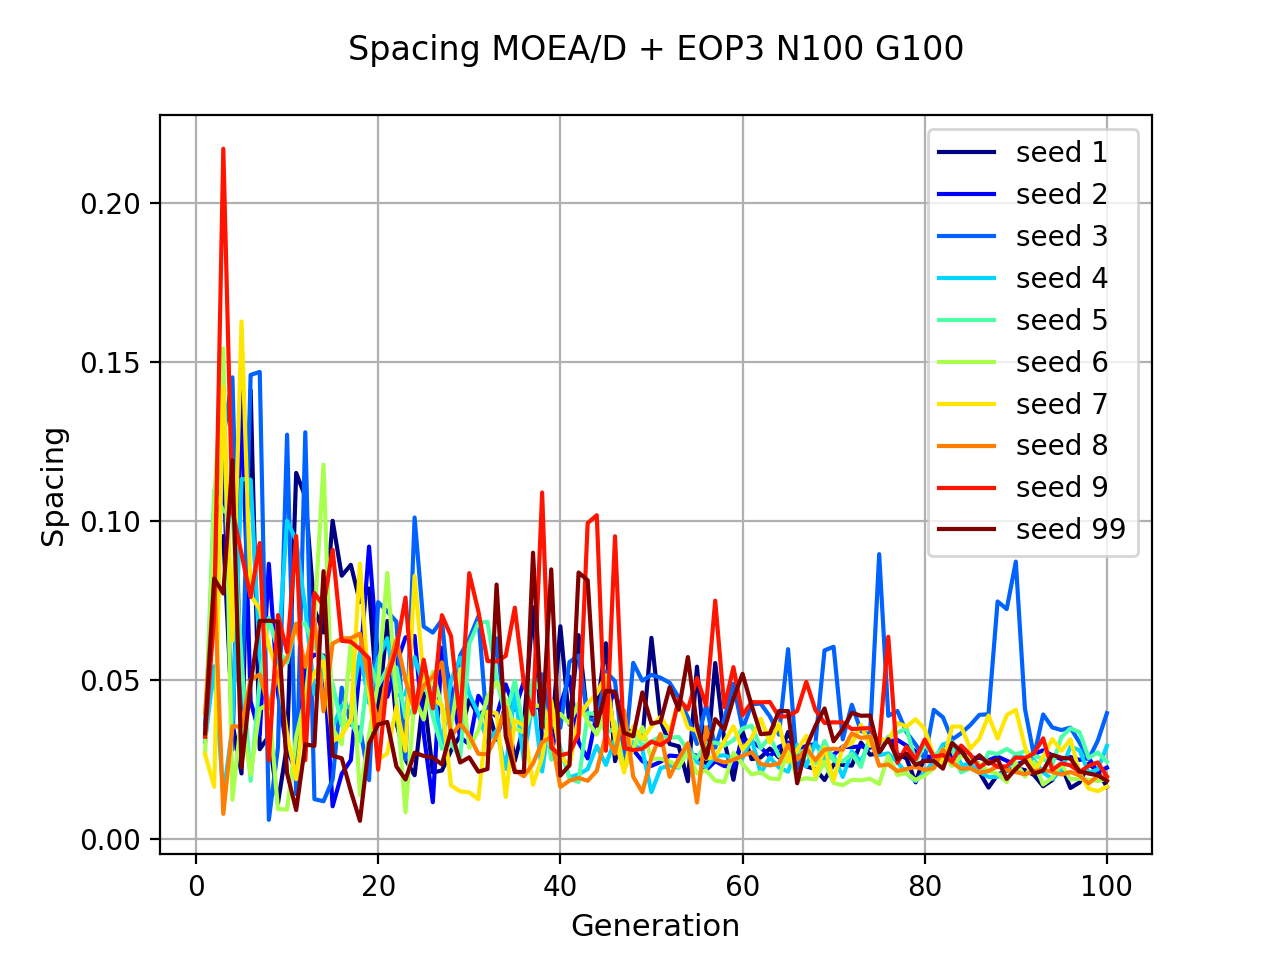 Spacing MOEA/D + EOP3 N100 G100
seed 1
seed 2
seed 3
seed 4
seed 5
seed 6
seed 7
seed 8
seed 9
seed 99
Spacing
0.20
0.15
0.10
0.05
0.00
0 20 40 60 80 100
Generation